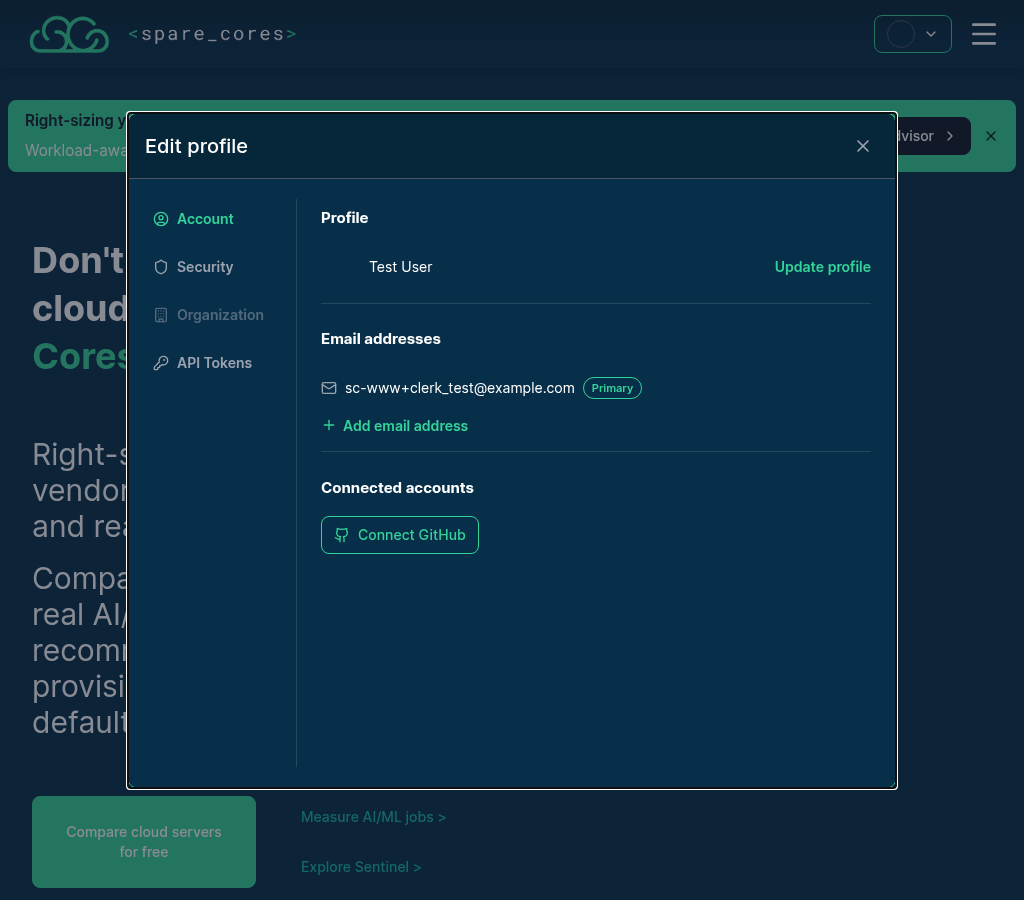 <spare_cores>
Right-sizing y
Workload-awa
dvisor
Edit profile
Account
Security
Organization
API Tokens
Profile
Test User
Update profile
Email addresses
sc-www+clerk_test@example.com
Primary
Add email address
Connected accounts
Connect GitHub
Don't
cloud
Cores
Right-s
vendor
and rea
Compa
real AI/
recomm
provisi
default
Compare cloud servers
for free
Measure AI/ML jobs >
Explore Sentinel >